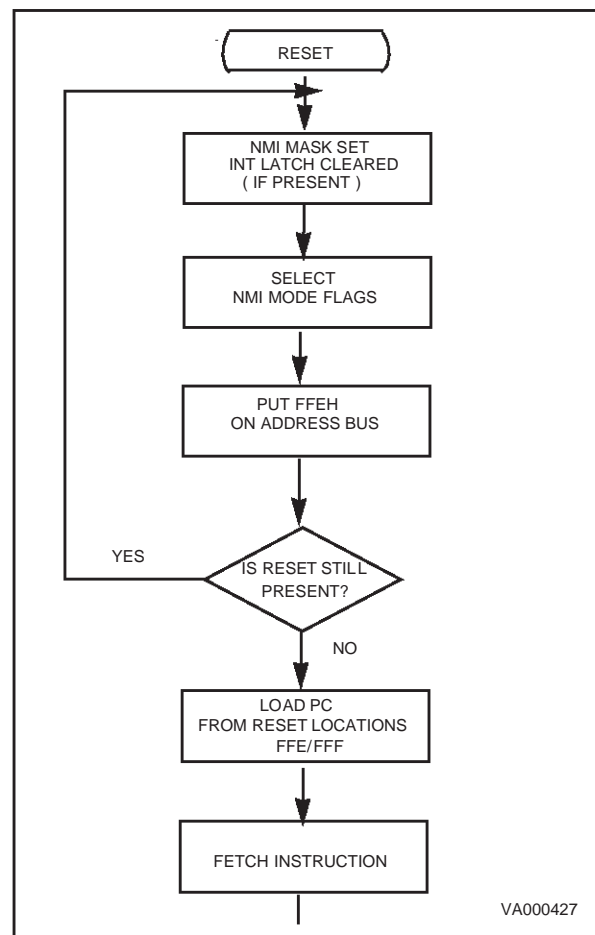 RESET
NMI MASK SET
INT LATCH CLEARED
( IF PRESENT )
SELECT
NMI MODE FLAGS
PUT FFEH
ON ADDRESS BUS
YES
IS RESET STILL
PRESENT?
NO
LOAD PC
FROM RESET LOCATIONS
FFE/FFF
FETCH INSTRUCTION
VA000427